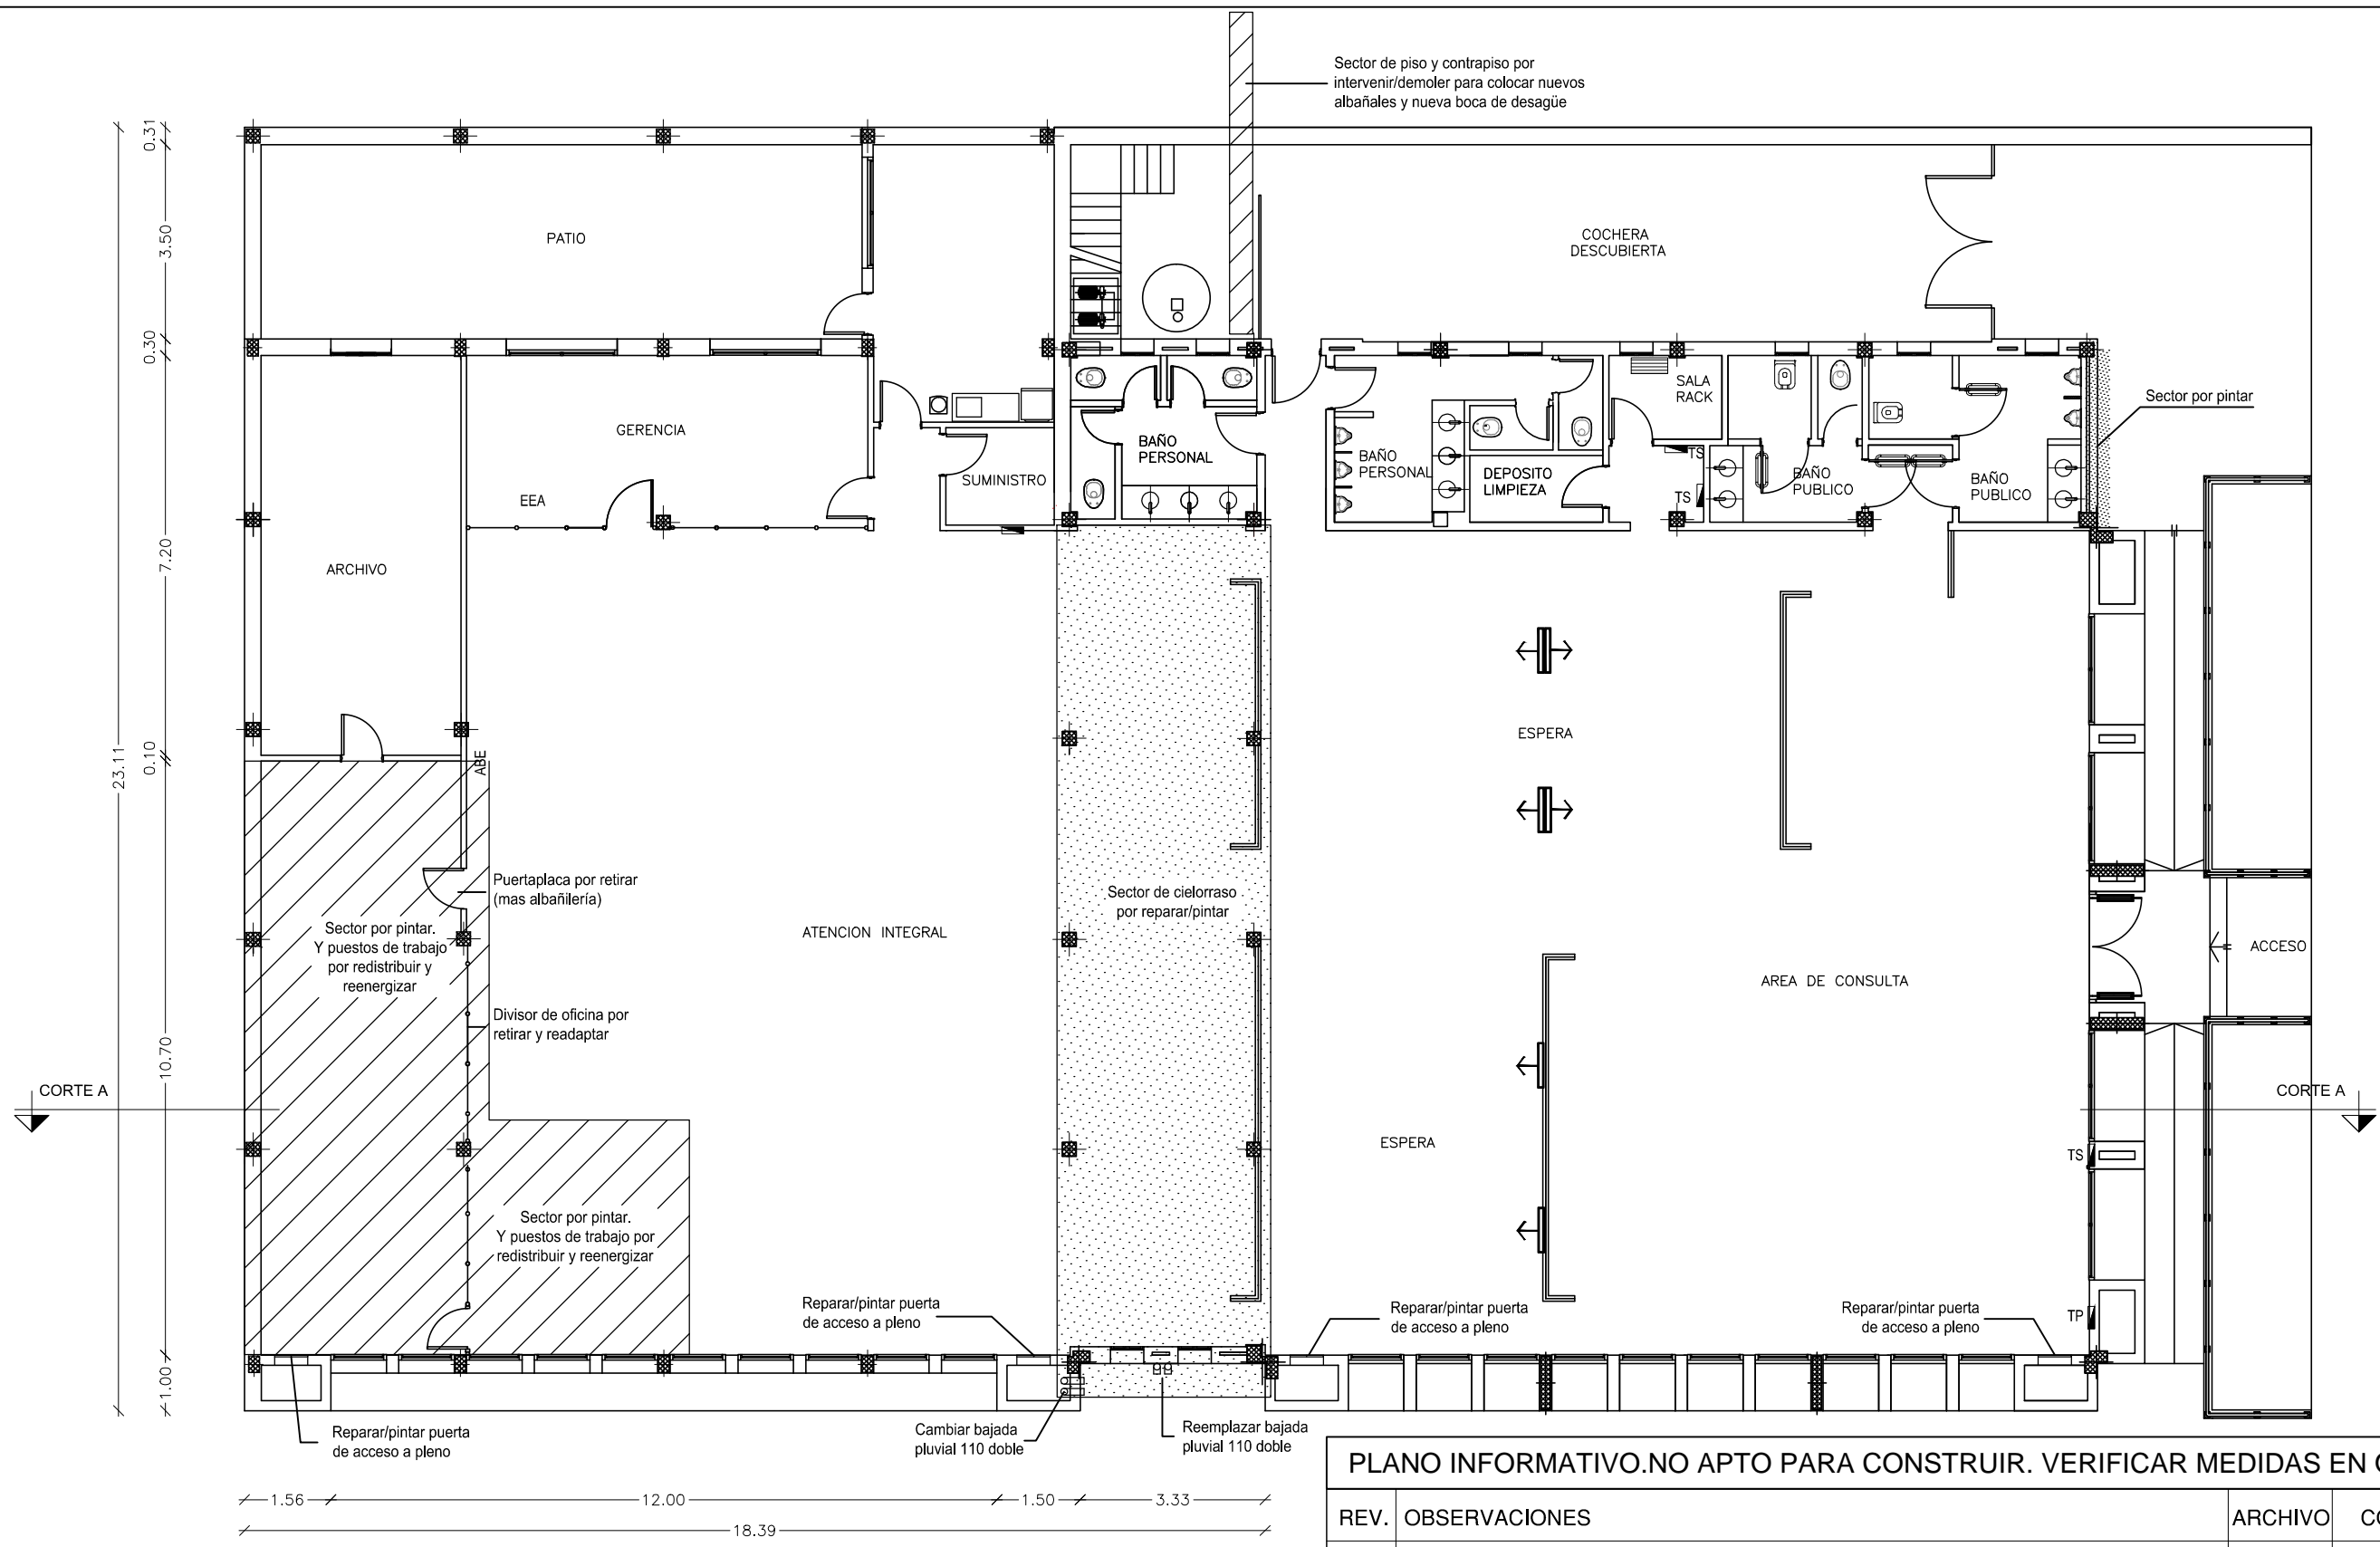 Sector de piso y contrapiso por
intervenir/demoler para colocar nuevos
albañales y nueva boca de desagüe
0.31
3.50
0.30
7.20
0.10
23.11
10.70
1.00
PATIO
COCHERA
DESCUBIERTA
SALA
RACK
Sector por pintar
GERENCIA
EEA
SUMINISTRO
BAÑO
PERSONAL
BAÑO
PERSONAL
DEPOSITO
LIMPIEZA
TS
TS
BAÑO
PUBLICO
BAÑO
PUBLICO
ARCHIVO
ABE
ESPERA
Puertaplaca por retirar
(mas albañilería)
Sector de cielorraso
por reparar/pintar
Sector por pintar.
Y puestos de trabajo
por redistribuir y
reenergizar
ATENCION INTEGRAL
ACCESO
AREA DE CONSULTA
Divisor de oficina por
retirar y readaptar
CORTE A
CORTE A
ESPERA
TS
Sector por pintar.
Y puestos de trabajo por
redistribuir y reenergizar
Reparar/pintar puerta
de acceso a pleno
Reparar/pintar puerta
de acceso a pleno
Reparar/pintar puerta
de acceso a pleno
TP
Reparar/pintar puerta
de acceso a pleno
Cambiar bajada
pluvial 110 doble
Reemplazar bajada
pluvial 110 doble
PLANO INFORMATIVO.NO APTO PARA CONSTRUIR. VERIFICAR MEDIDAS EN
1.56
12.00
1.50
3.33
18.39
REV.
OBSERVACIONES
ARCHIVO